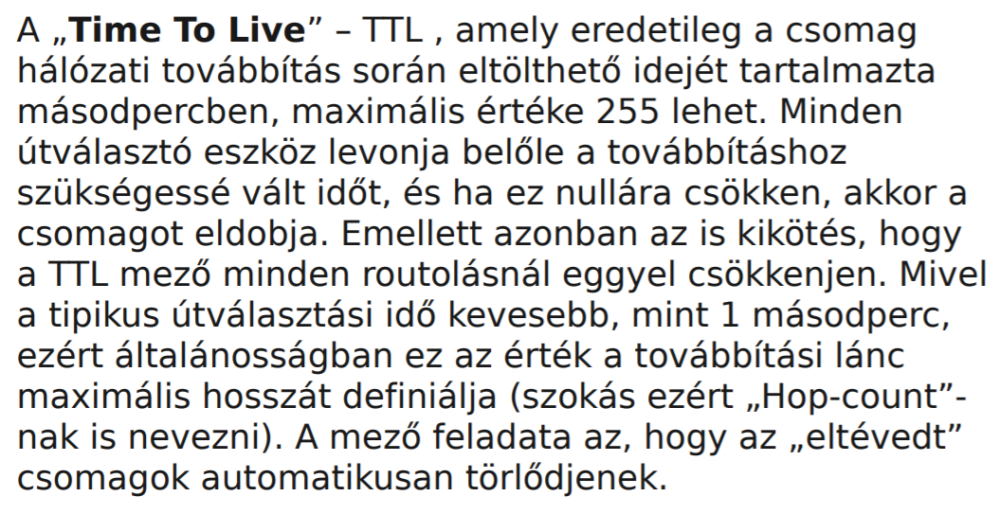 A „Time To Live” – TTL , amely eredetileg a csomag
hálózati továbbítás során eltölthető idejét tartalmazta
másodpercben, maximális értéke 255 lehet. Minden
útválasztó eszköz levonja belőle a továbbításhoz
szükségessé vált időt, és ha ez nullára csökken, akkor a
csomagot eldobja. Emellett azonban az is kikötés, hogy
a TTL mező minden routolásnál eggyel csökkenjen. Mivel
a tipikus útválasztási idő kevesebb, mint 1 másodperc,
ezért általánosságban ez az érték a továbbítási lánc
maximális hosszát definiálja (szokás ezért „Hop-count”-
nak is nevezni). A mező feladata az, hogy az „eltévedt”
csomagok automatikusan törlődjenek.